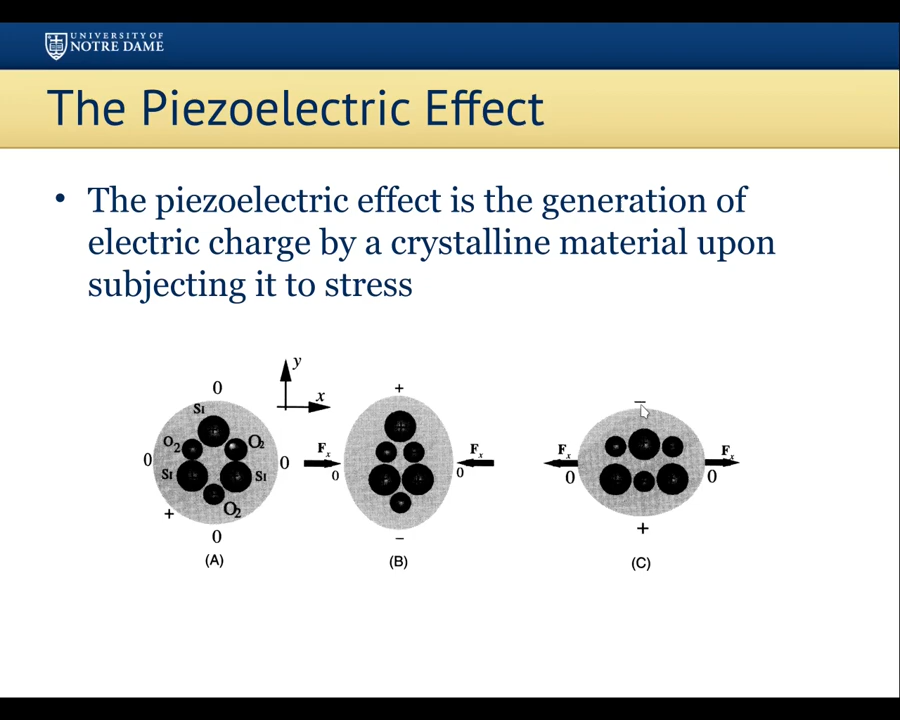 UNIVERSITY OF
NOTRE DAME
The Piezoelectric Effect
• The piezoelectric effect is the generation of
electric charge by a crystalline material upon
subjecting it to stress
y
x
0
SI
O2
O2
0
0
SI
SI
+
O2
0
(A)
+
Fx
Fx
0
0
−
(B)
−
Fx
Fx
0
0
+
(C)